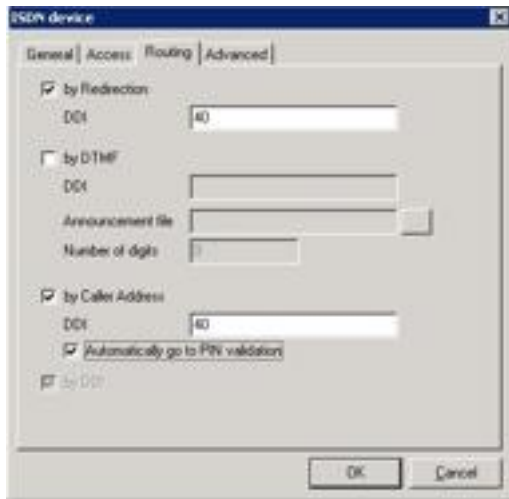 ISDN device
General Access Routing Advanced
by Redirection
DDI 40
by DTMF
DDI
Announcement file
Number of digits
by Caller Address
DDI 40
Automatically go to PIN validation
by DDI
OK Cancel